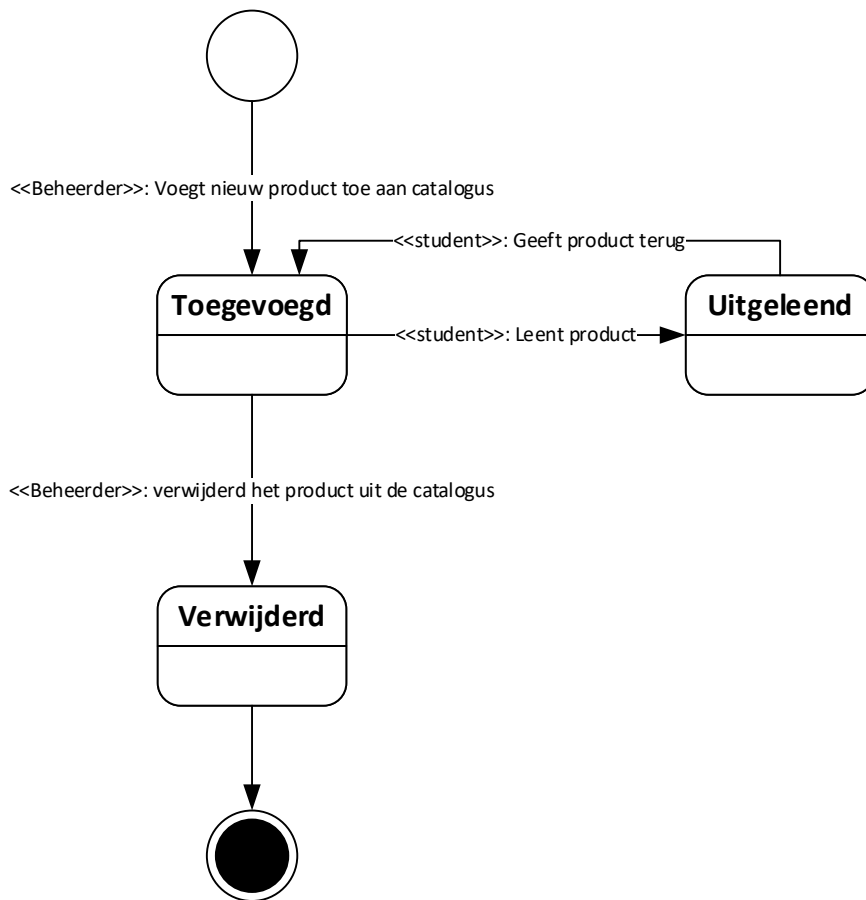 <<Beheerder>>: Voegt nieuw product toe aan catalogus
<<student>>: Geeft product terug
Toegevoegd
Uitgeleend
<<student>>: Leent product
<<Beheerder>>: verwijderd het product uit de catalogus
Verwijderd